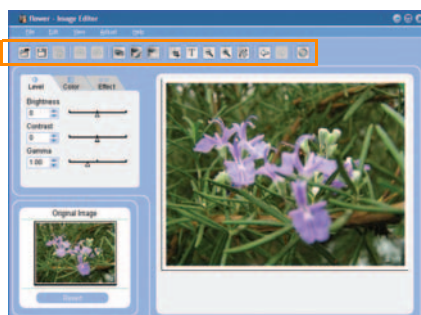 flower - Image Editor
File Edit View Adjust Help
T
Level Color Effect
Brightness
0
Contrast
0
Gamma
1.00
Original Image
Revert